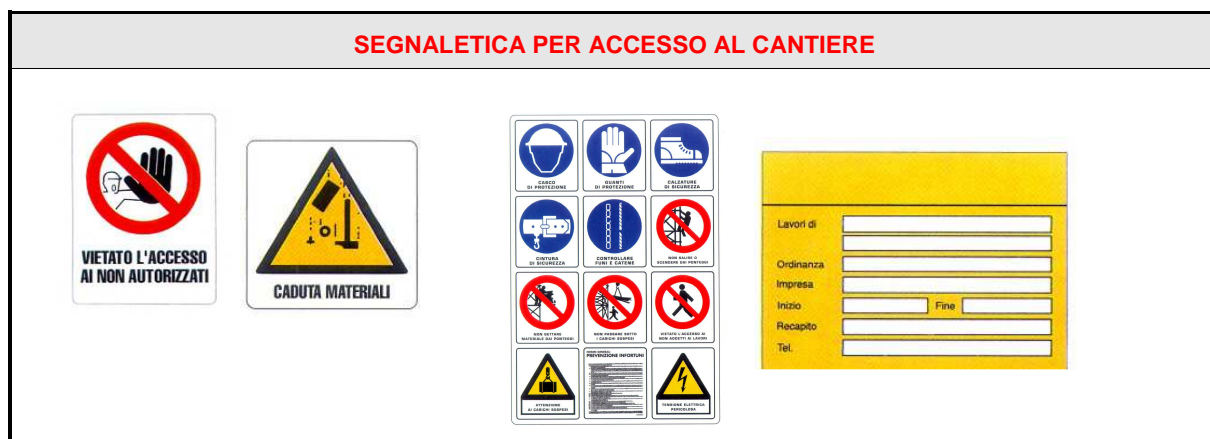 SEGNALETICA PER ACCESSO AL CANTIERE
VIETATO L'ACCESSO
AI NON AUTORIZZATI
CADUTA MATERIALI
CASCO
DI PROTEZIONE
GUANTI
DI PROTEZIONE
CALZATURE
DI SICUREZZA
CINTURA
DI SICUREZZA
CONTROLLARE
FUNI E CATENE
NON SALIRE O
SCENDERE DAI PONTEGGI
NON GETTARE
MATERIALE DAI PONTEGGI
NON PASSARE SOTTO
I CARICHI SOSPESI
VIETATO L'ACCESSO AI
NON ADDETTI AI LAVORI
ATTENZIONE
AI CARICHI SOSPESI
PREVENZIONE INFORTUNI
TENSIONE ELETTRICA
PERICOLOSA
Lavori di
Ordinanza
Impresa
Inizio
Fine
Recapito
Tel.